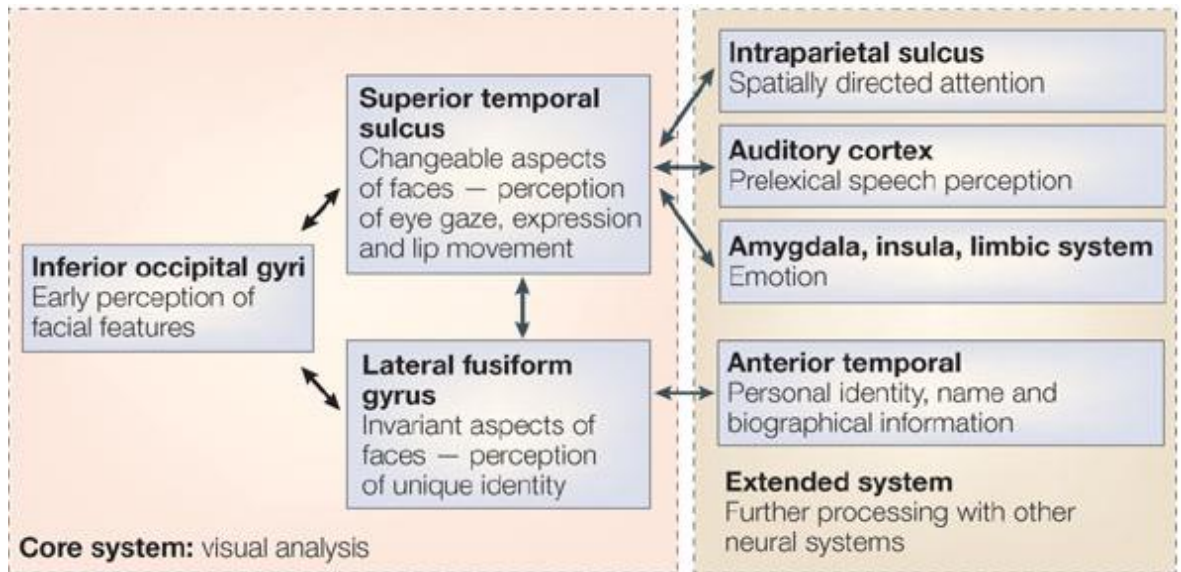 Inferior occipital gyri
Early perception of
facial features
Superior temporal
sulcus
Changeable aspects
of faces — perception
of eye gaze, expression
and lip movement
Lateral fusiform
gyrus
Invariant aspects of
faces — perception
of unique identity
Core system: visual analysis
Intraparietal sulcus
Spatially directed attention
Auditory cortex
Prelexical speech perception
Amygdala, insula, limbic system
Emotion
Anterior temporal
Personal identity, name and
biographical information
Extended system
Further processing with other
neural systems